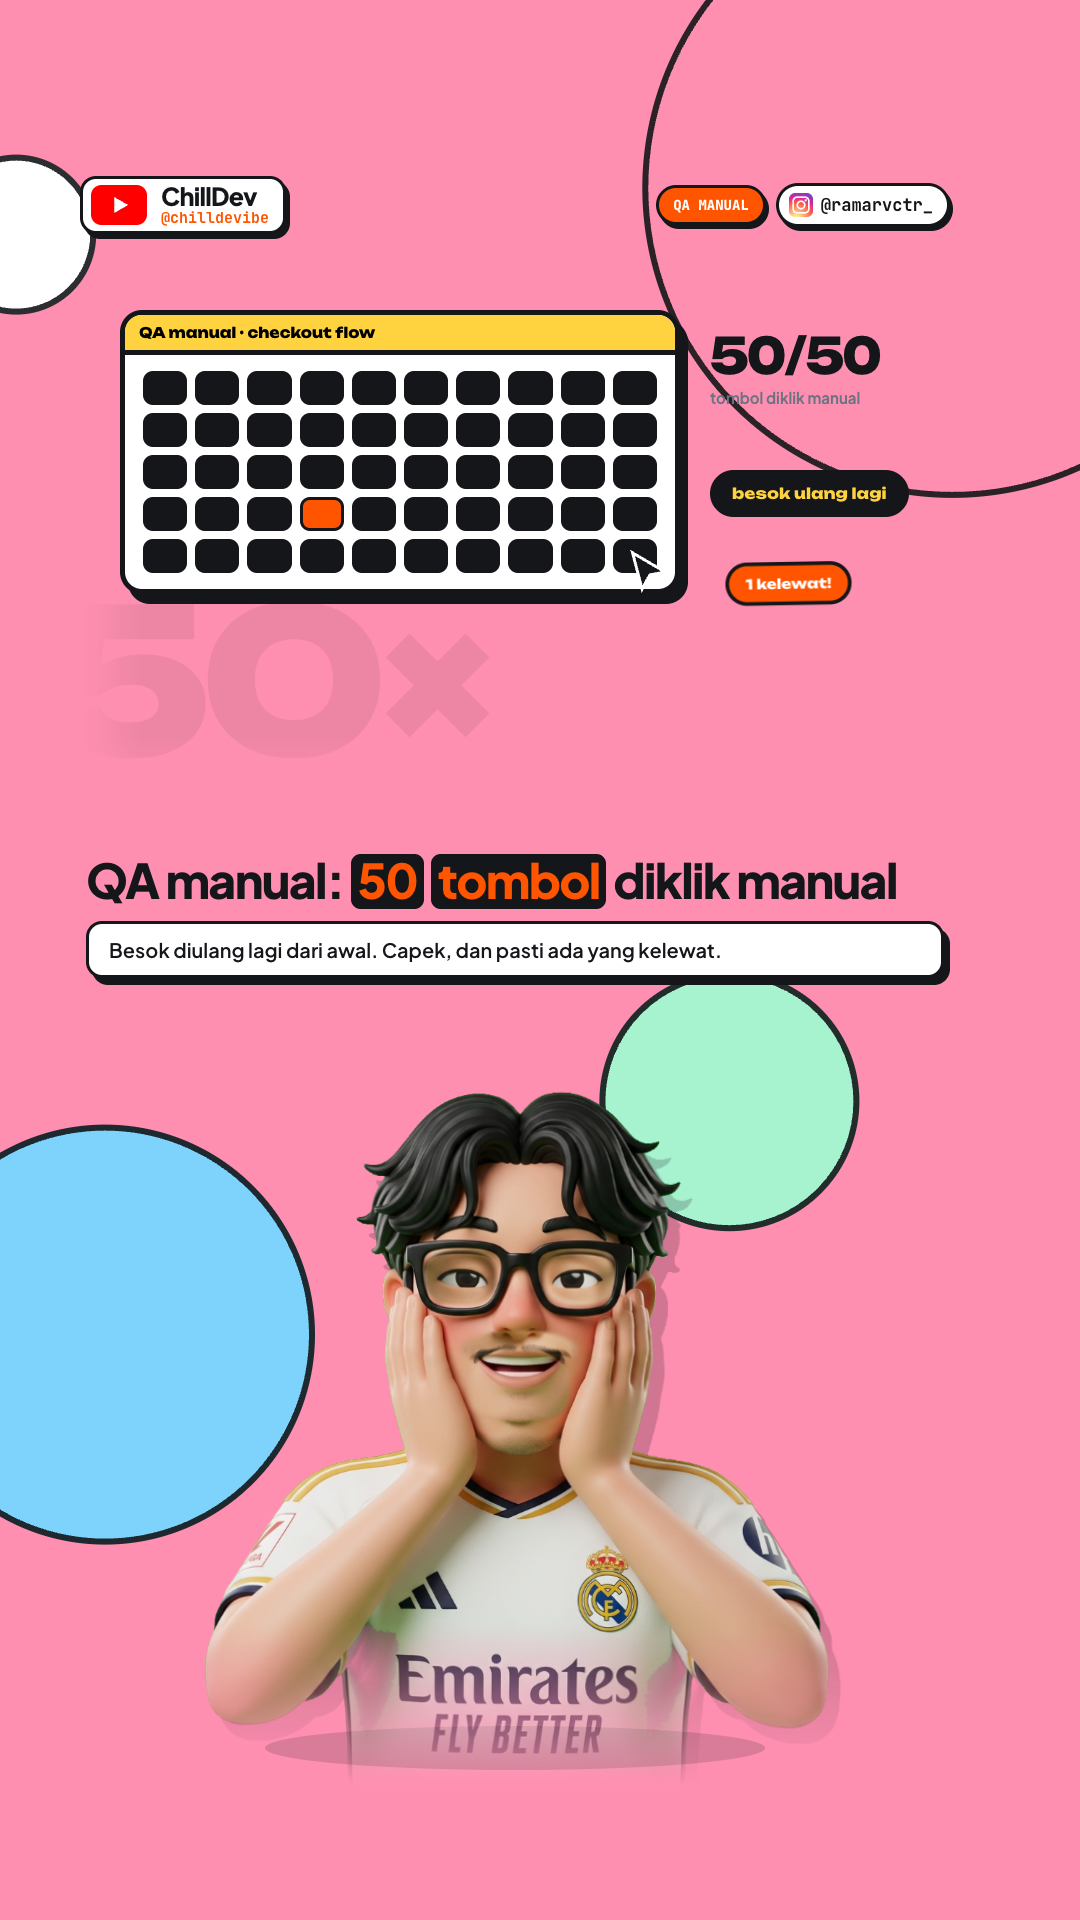 ChillDev
@chilldevibe
QA MANUAL
@ramarvctr_
QA manual · checkout flow
50/50
tombol diklik manual
besok ulang lagi
1 kelewat!
50×
QA manual: 50 tombol diklik manual
Besok diulang lagi dari awal. Capek, dan pasti ada yang kelewat.
Emirates
FLY BETTER